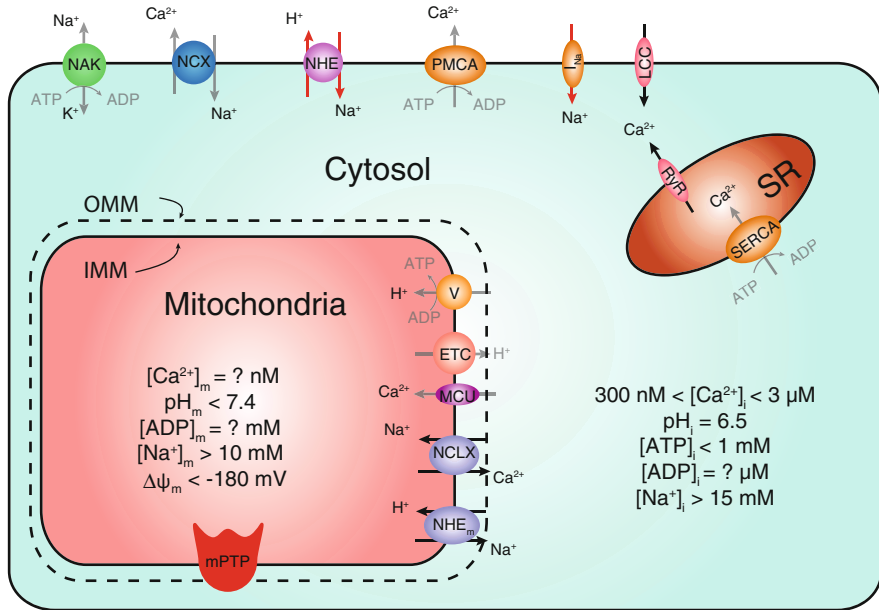 Na⁺
Ca²⁺
H⁺
Ca²⁺
NAK
NCX
NHE
PMCA
I_Na
LCC
ATP
ADP
K⁺
Na⁺
Na⁺
ATP
ADP
Na⁺
Ca²⁺
Cytosol
RyR
SR
Ca²⁺
SERCA
ATP
ADP
OMM
IMM
Mitochondria
ATP
H⁺
V
ADP
ETC
H⁺
Ca²⁺
MCU
Na⁺
NCLX
Ca²⁺
H⁺
NHEₘ
Na⁺
[Ca²⁺]ₘ = ? nM
pHₘ < 7.4
[ADP]ₘ = ? mM
[Na⁺]ₘ > 10 mM
Δψₘ < -180 mV
mPTP
300 nM < [Ca²⁺]ᵢ < 3 µM
pHᵢ = 6.5
[ATP]ᵢ < 1 mM
[ADP]ᵢ = ? µM
[Na⁺]ᵢ > 15 mM